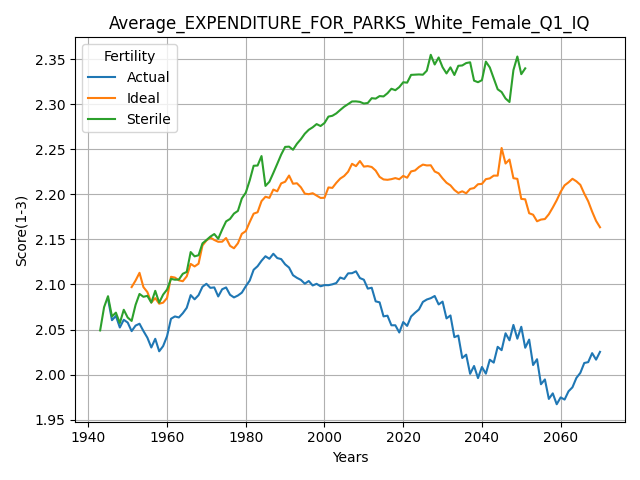 Average_EXPENDITURE_FOR_PARKS_White_Female_Q1_IQ
Fertility
Actual
Ideal
Sterile
Score(1-3)
2.35
2.30
2.25
2.20
2.15
2.10
2.05
2.00
1.95
1940 1960 1980 2000 2020 2040 2060
Years